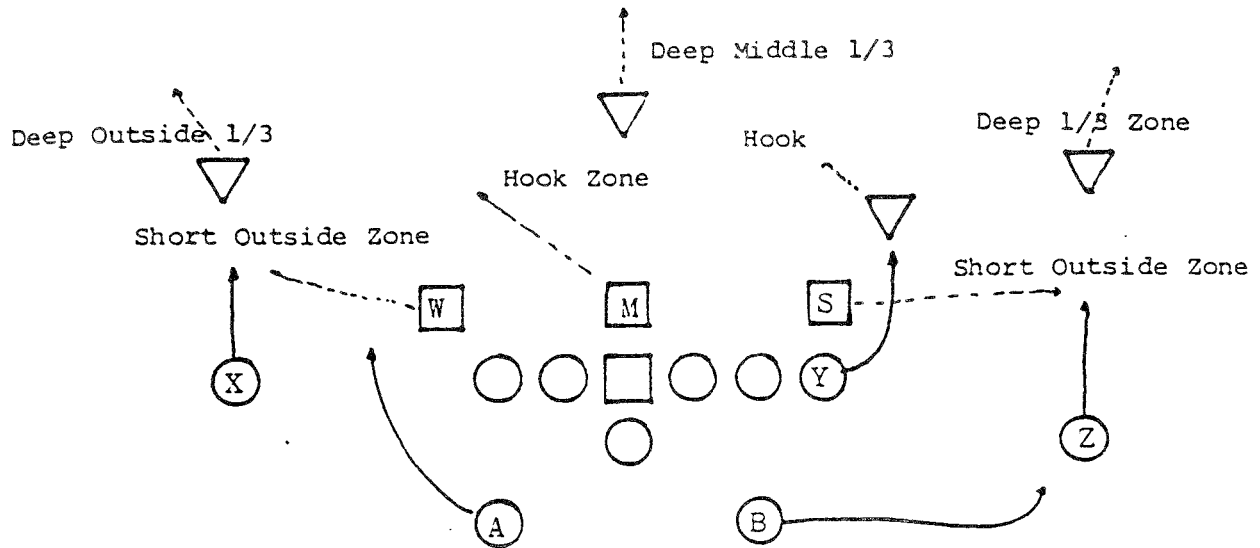 Deep Middle 1/3
Deep Outside 1/3
Deep 1/3 Zone
Hook
Hook Zone
Short Outside Zone
Short Outside Zone
W
M
S
X
Y
Z
A
B